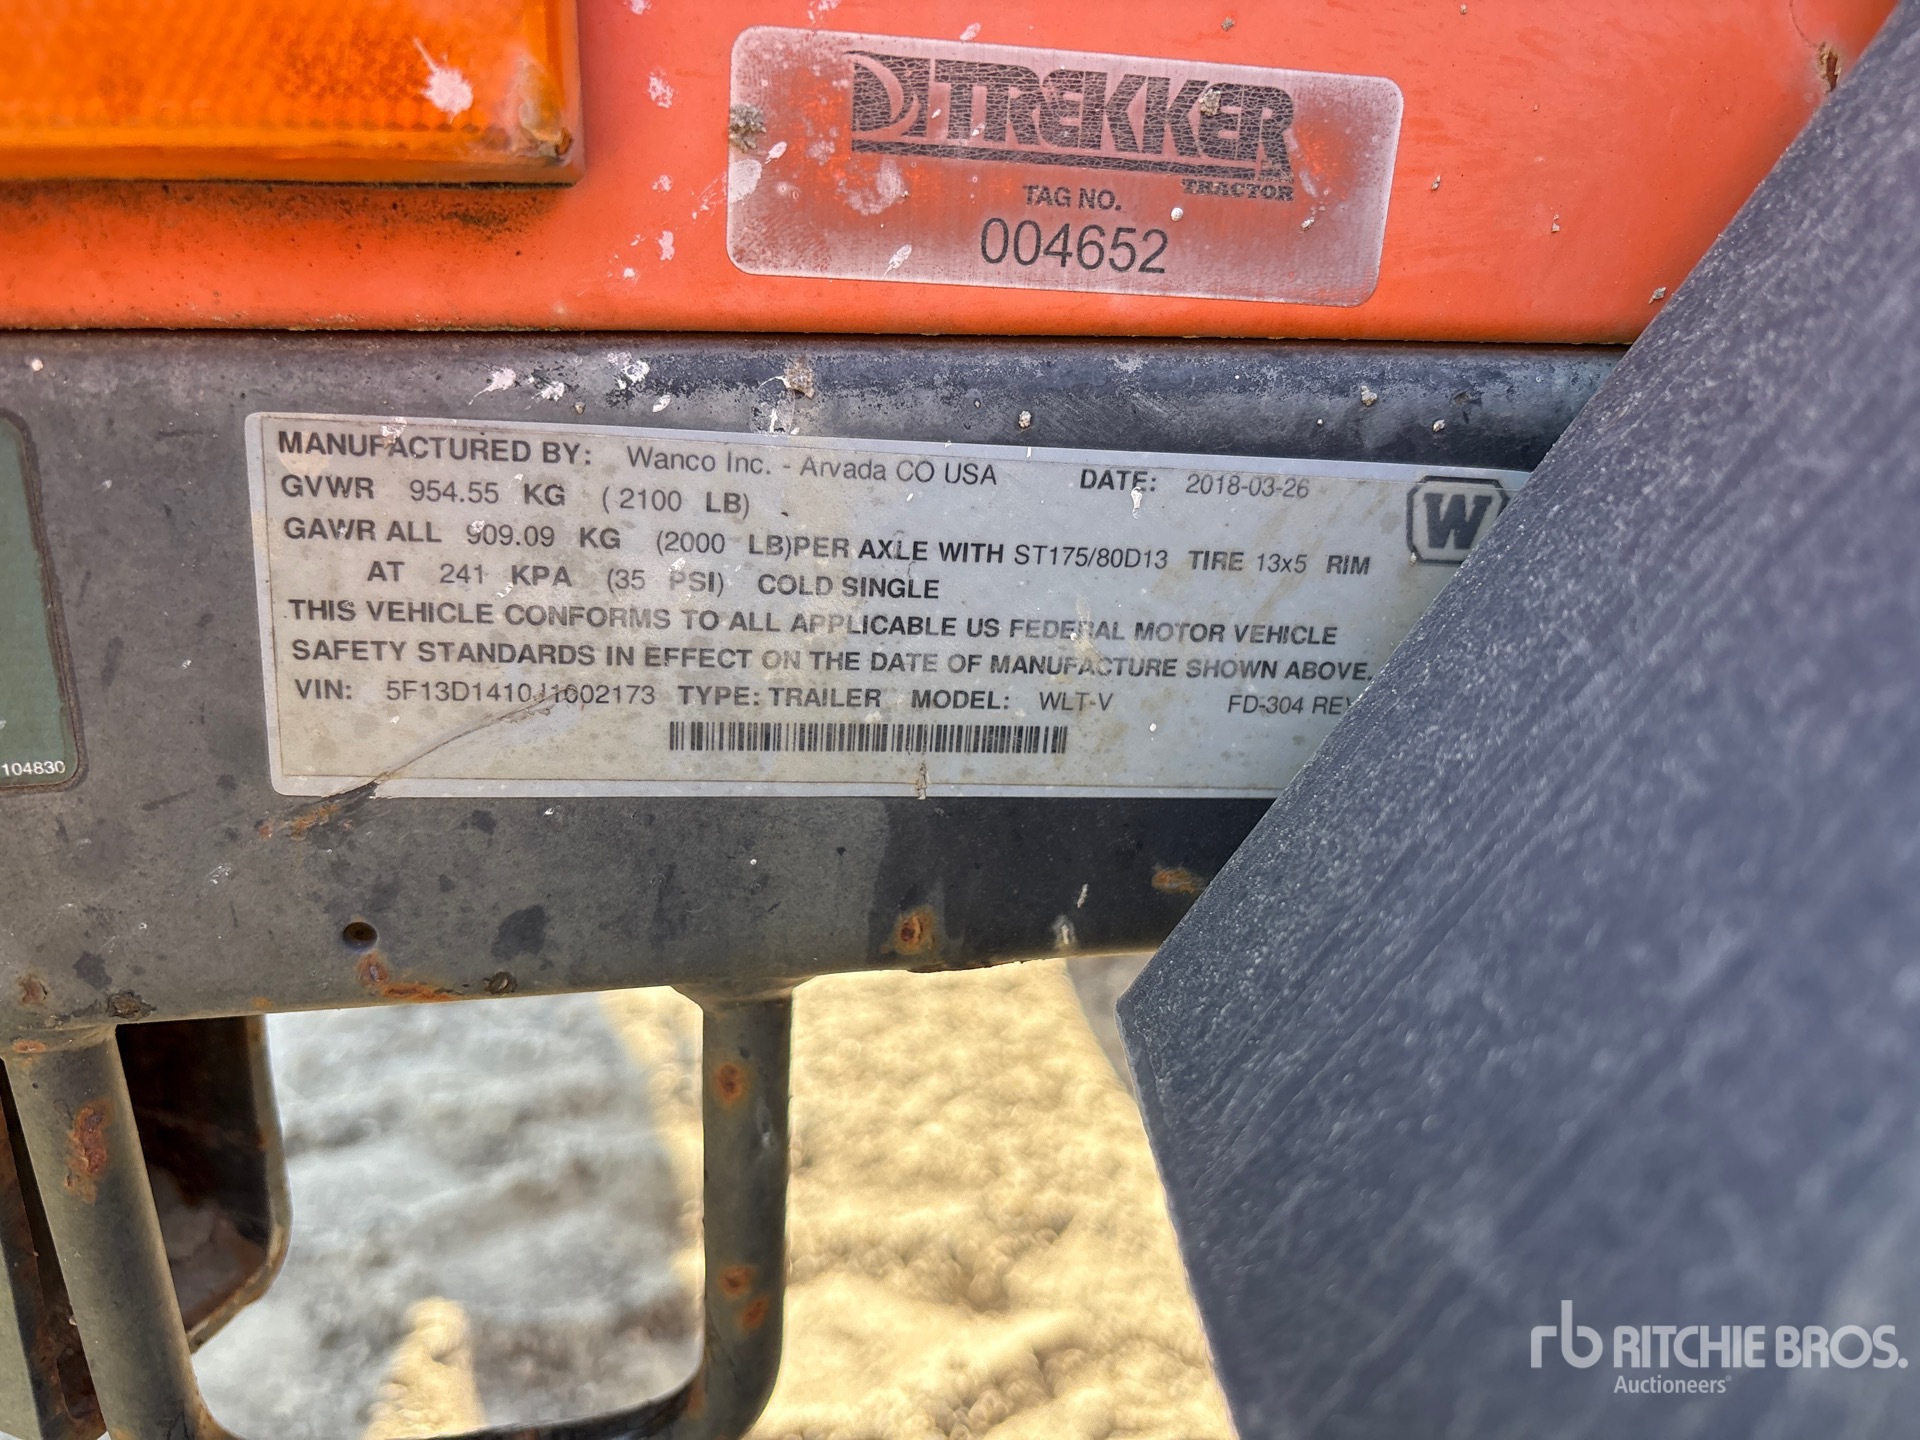 TREKKER
TRACTOR
TAG NO.
004652
MANUFACTURED BY: Wanco Inc. - Arvada CO USA DATE: 2018-03-26
W
GVWR 954.55 KG ( 2100 LB)
GAWR ALL 909.09 KG (2000 LB)PER AXLE WITH ST175/80D13 TIRE 13x5 RIM
AT 241 KPA (35 PSI) COLD SINGLE
THIS VEHICLE CONFORMS TO ALL APPLICABLE US FEDERAL MOTOR VEHICLE
SAFETY STANDARDS IN EFFECT ON THE DATE OF MANUFACTURE SHOWN ABOVE.
VIN: 5F13D1410J1002173 TYPE: TRAILER MODEL: WLT-V FD-304 REV
104830
rb RITCHIE BROS.
Auctioneers